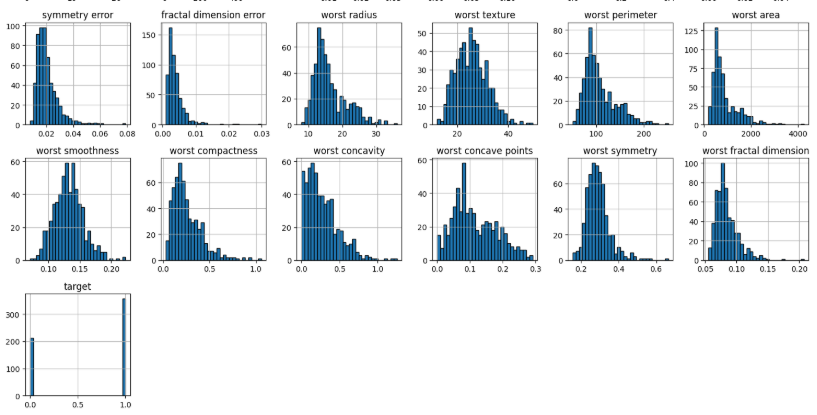 symmetry error fractal dimension error worst radius worst texture worst perimeter worst area
100 80 60 40 20 0
0.02 0.04 0.06 0.08
150 100 50 0
0.00 0.01 0.02 0.03
60 40 20 0
10 20 30
50 40 30 20 10 0
20 40
80 60 40 20 0
100 200
125 100 75 50 25 0
0 2000 4000
worst smoothness worst compactness worst concavity worst concave points worst symmetry worst fractal dimension
60 40 20 0
0.10 0.15 0.20
60 40 20 0
0.0 0.5 1.0
60 50 40 30 20 10 0
0.0 0.5 1.0
60 50 40 30 20 10 0
0.0 0.1 0.2 0.3
60 40 20 0
0.2 0.4 0.6
100 80 60 40 20 0
0.05 0.10 0.15 0.20
target
300 200 100 0
0.0 0.5 1.0